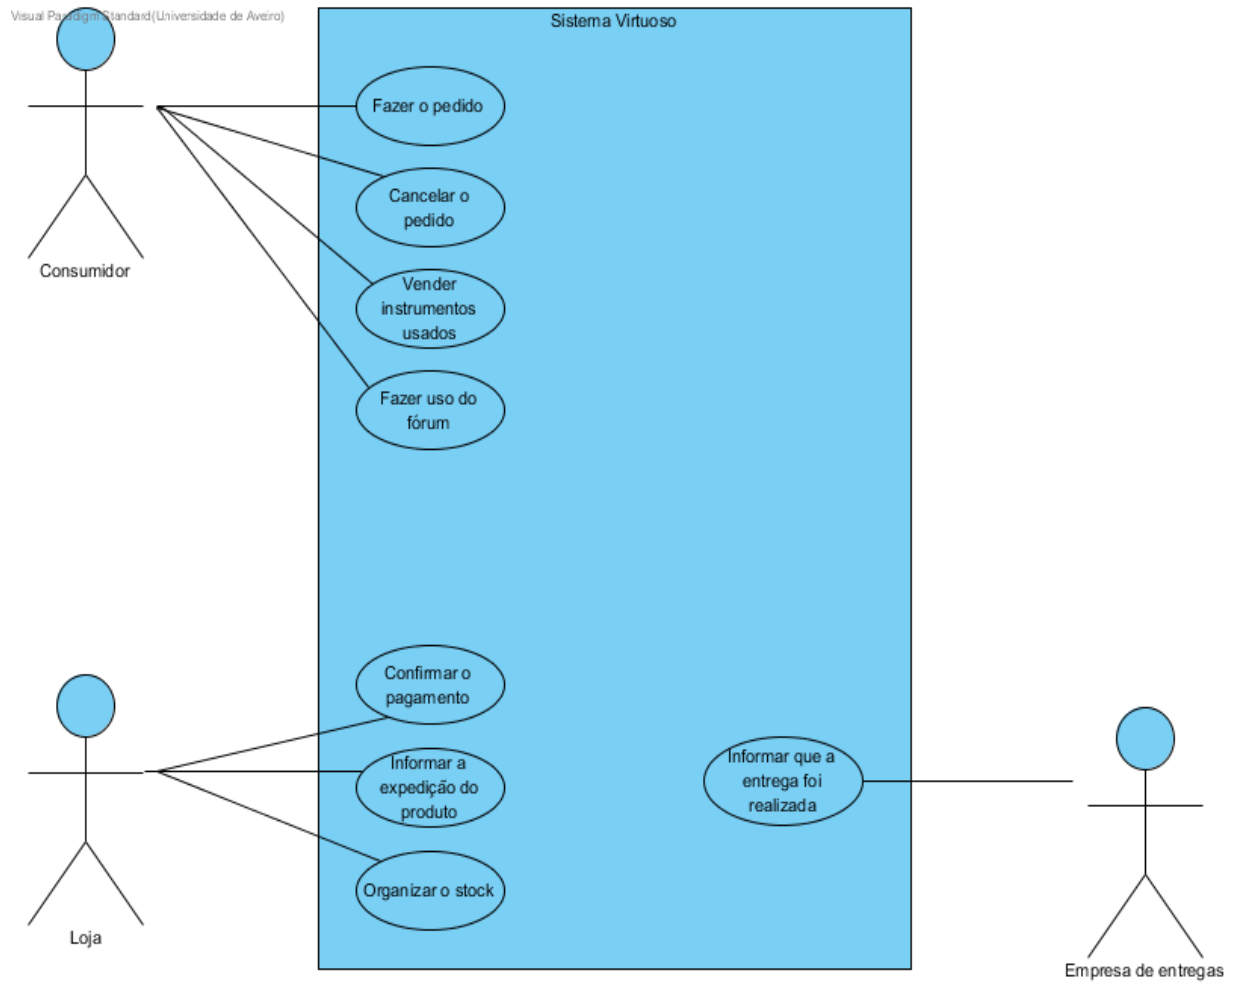 Visual Paradigm Standard(Universidade de Aveiro)
Sistema Virtuoso
Fazer o pedido
Cancelar o
pedido
Vender
instrumentos
usados
Fazer uso do
fórum
Consumidor
Confirmar o
pagamento
Informar a
expedição do
produto
Organizar o stock
Loja
Informar que a
entrega foi
realizada
Empresa de entregas